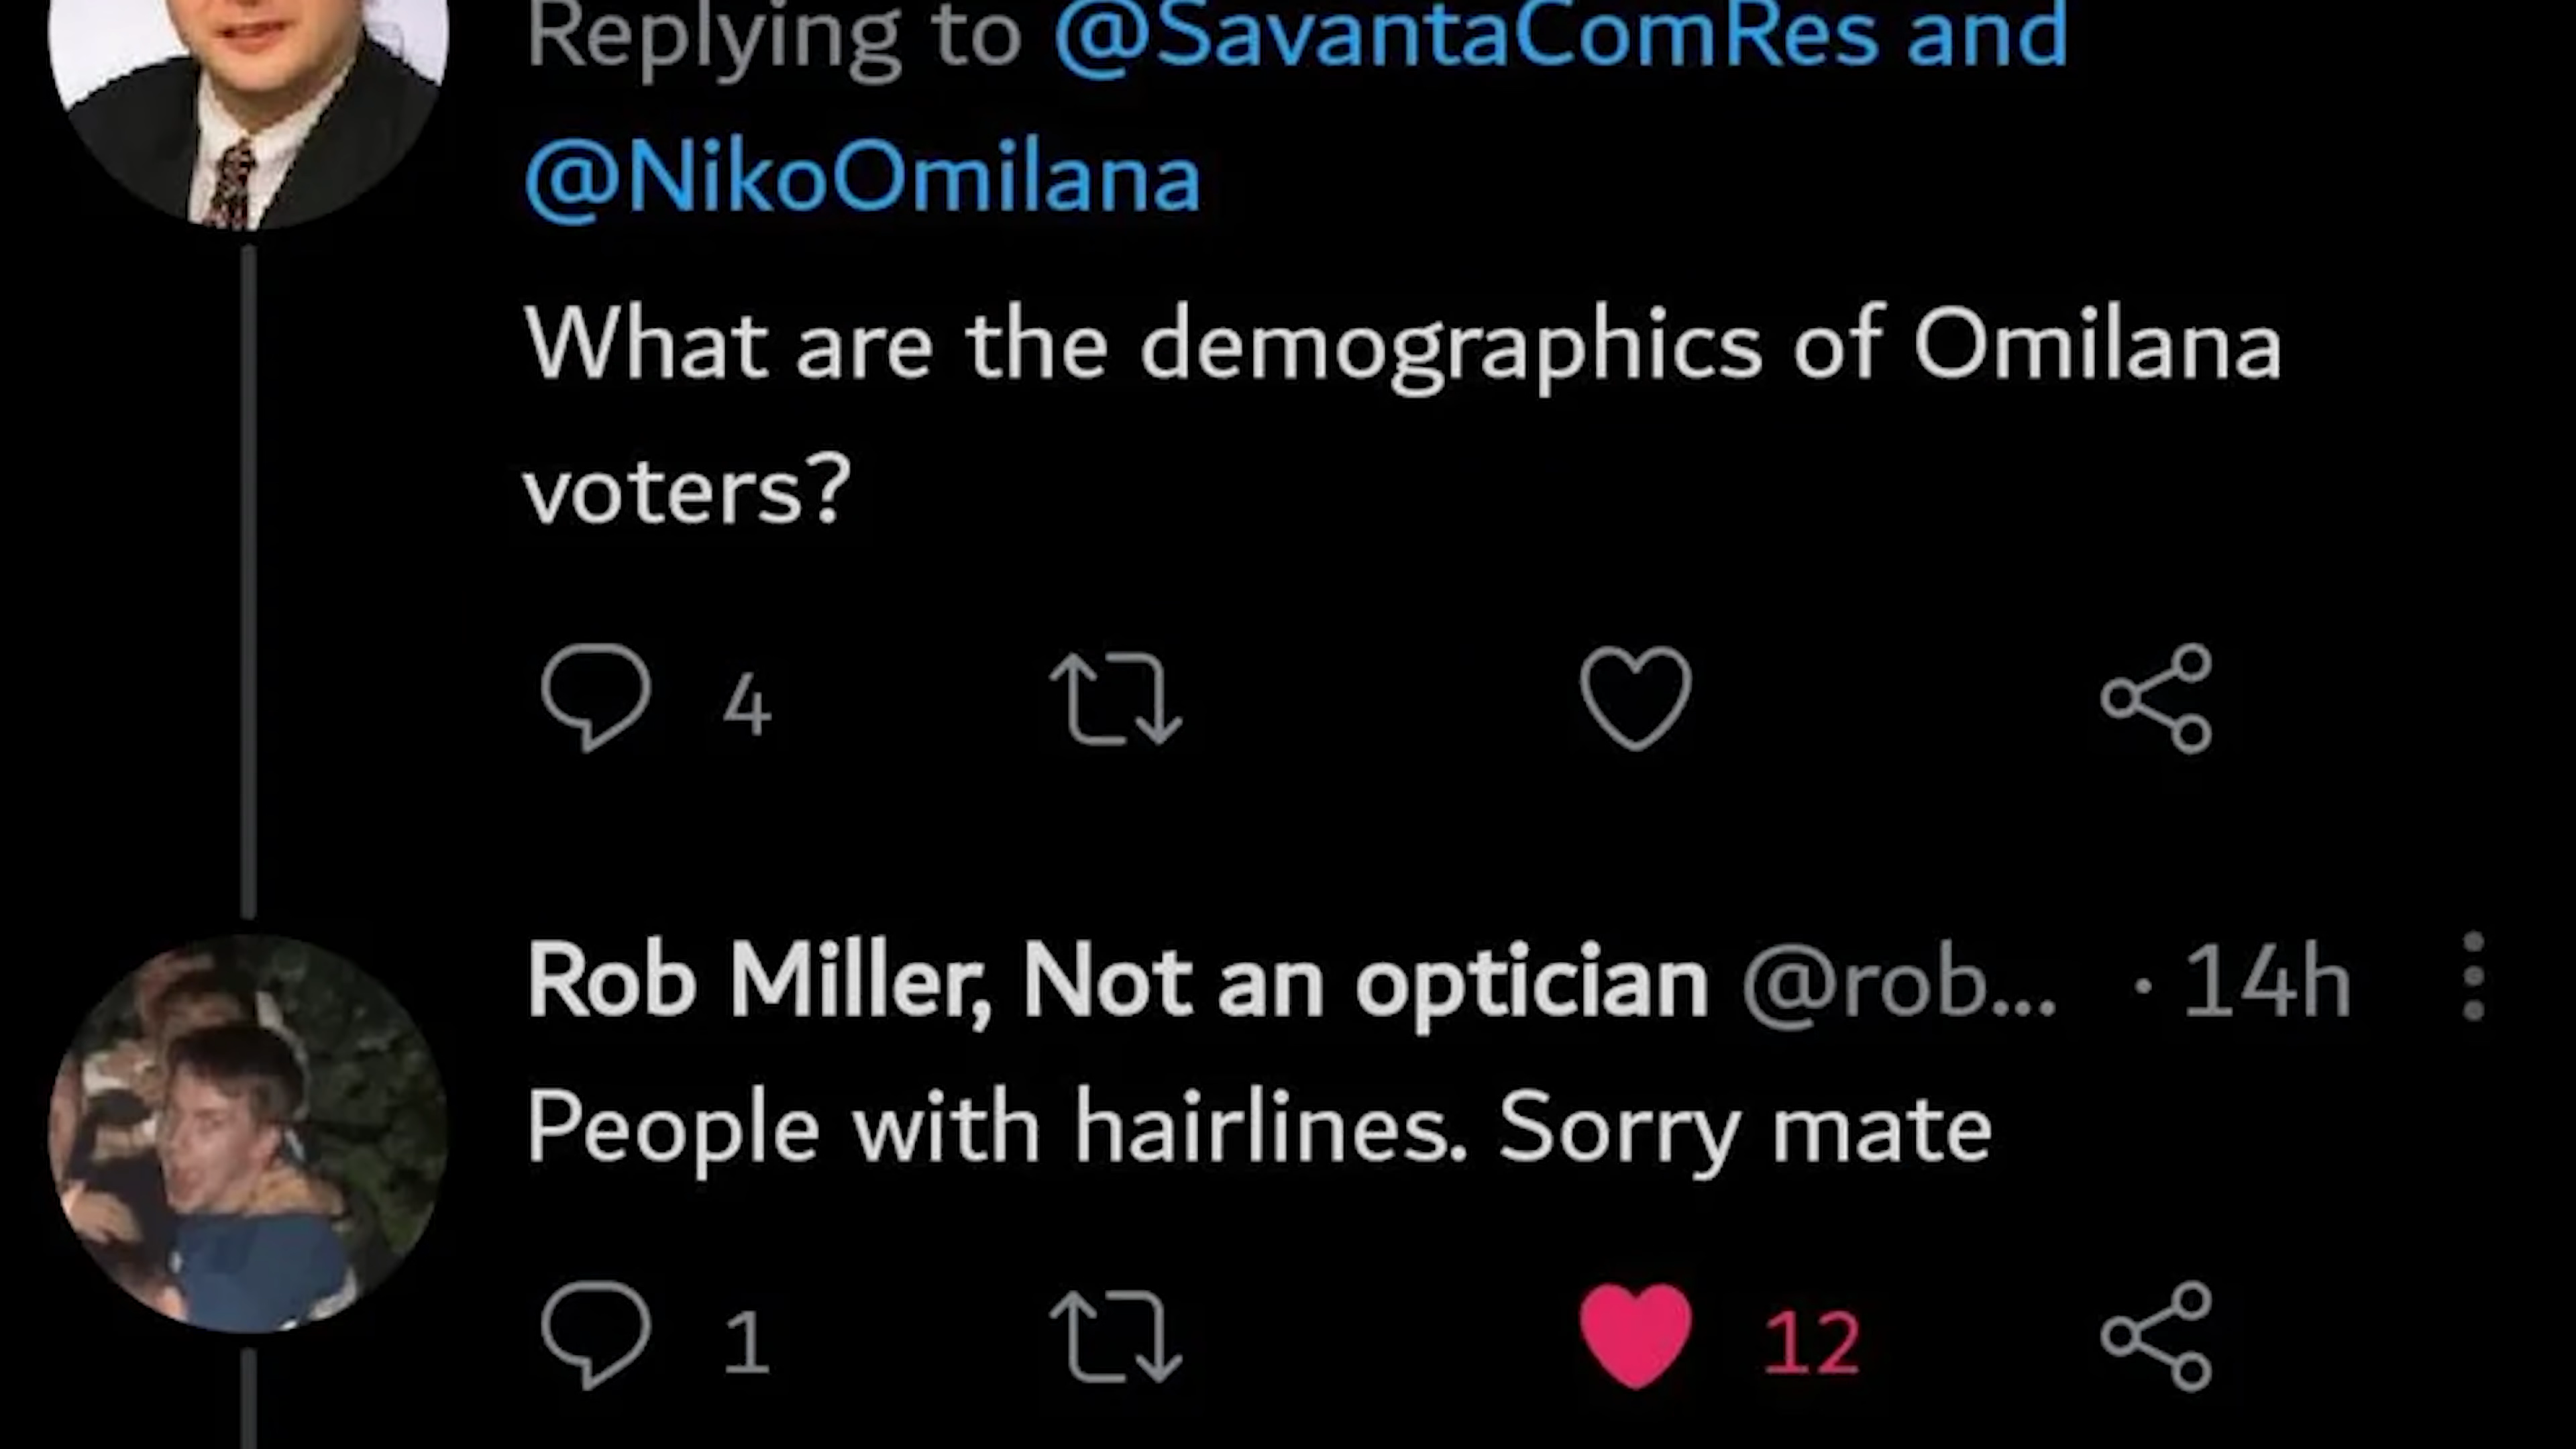 Replying to @SavantaComRes and
@NikoOmilana
What are the demographics of Omilana
voters?
4
Rob Miller, Not an optician @rob... · 14h
People with hairlines. Sorry mate
1 12